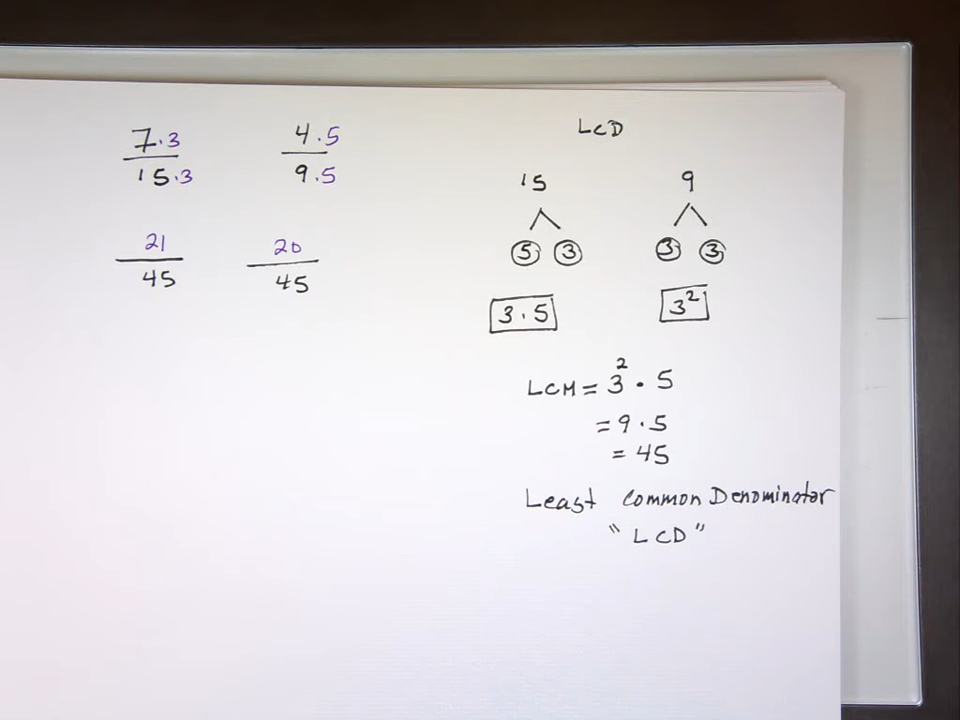 7·3 4·5
15·3 9·5
21 20
45 45
LCD
15 9
5 3 3 3
3·5 3²
LCM = 3² · 5
= 9·5
= 45
Least Common Denominator
"LCD"